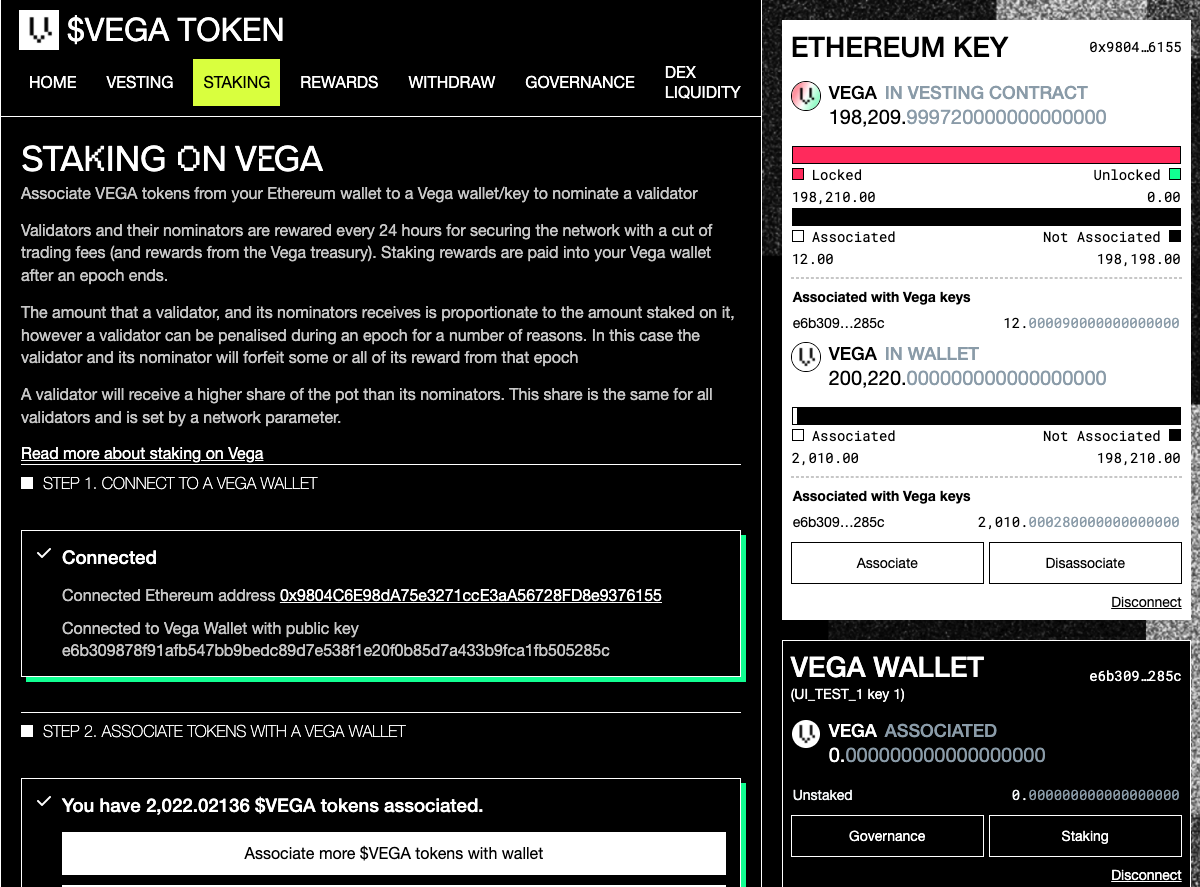 $VEGA TOKEN
HOME VESTING STAKING REWARDS WITHDRAW GOVERNANCE DEX LIQUIDITY
STAKING ON VEGA
Associate VEGA tokens from your Ethereum wallet to a Vega wallet/key to nominate a validator
Validators and their nominators are rewared every 24 hours for securing the network with a cut of
trading fees (and rewards from the Vega treasury). Staking rewards are paid into your Vega wallet
after an epoch ends.
The amount that a validator, and its nominators receives is proportionate to the amount staked on it,
however a validator can be penalised during an epoch for a number of reasons. In this case the
validator and its nominator will forfeit some or all of its reward from that epoch
A validator will receive a higher share of the pot than its nominators. This share is the same for all
validators and is set by a network parameter.
Read more about staking on Vega
STEP 1. CONNECT TO A VEGA WALLET
Connected
Connected Ethereum address 0x9804C6E98dA75e3271ccE3aA56728FD8e9376155
Connected to Vega Wallet with public key
e6b309878f91afb547bb9bedc89d7e538f1e20f0b85d7a433b9fca1fb505285c
STEP 2. ASSOCIATE TOKENS WITH A VEGA WALLET
You have 2,022.02136 $VEGA tokens associated.
Associate more $VEGA tokens with wallet
ETHEREUM KEY 0x9804…6155
VEGA IN VESTING CONTRACT
198,209.999720000000000000
Locked Unlocked
198,210.00 0.00
Associated Not Associated
12.00 198,198.00
Associated with Vega keys
e6b309…285c 12.000090000000000000
VEGA IN WALLET
200,220.000000000000000000
Associated Not Associated
2,010.00 198,210.00
Associated with Vega keys
e6b309…285c 2,010.000280000000000000
Associate Disassociate
Disconnect
VEGA WALLET e6b309…285c
(UI_TEST_1 key 1)
VEGA ASSOCIATED
0.000000000000000000
Unstaked 0.000000000000000000
Governance Staking
Disconnect